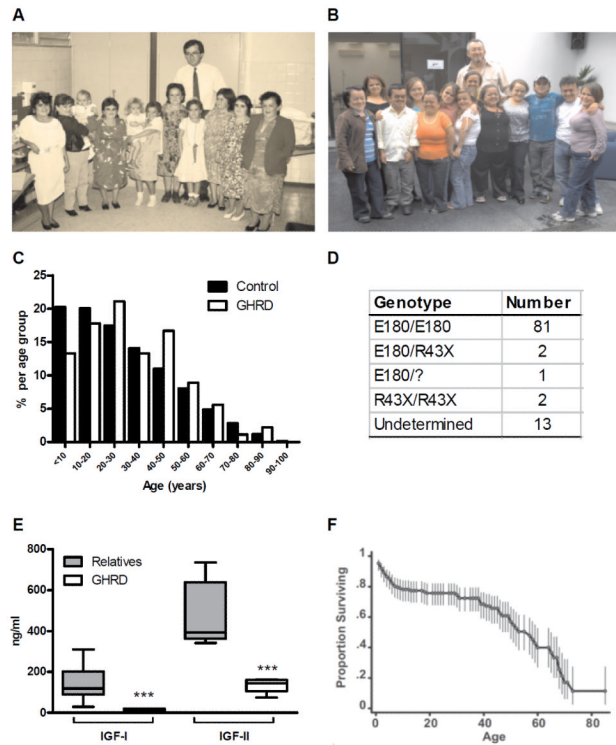 A
B
C
25
20
15
10
5
0
% per age group
Control
GHRD
<10
10-20
20-30
30-40
40-50
50-60
60-70
70-80
80-90
90-100
Age (years)
D
Genotype Number
E180/E180 81
E180/R43X 2
E180/? 1
R43X/R43X 2
Undetermined 13
E
800
600
400
200
0
ng/ml
Relatives
GHRD
***
***
IGF-I
IGF-II
F
1
.8
.6
.4
.2
0
Proportion Surviving
0 20 40 60 80
Age